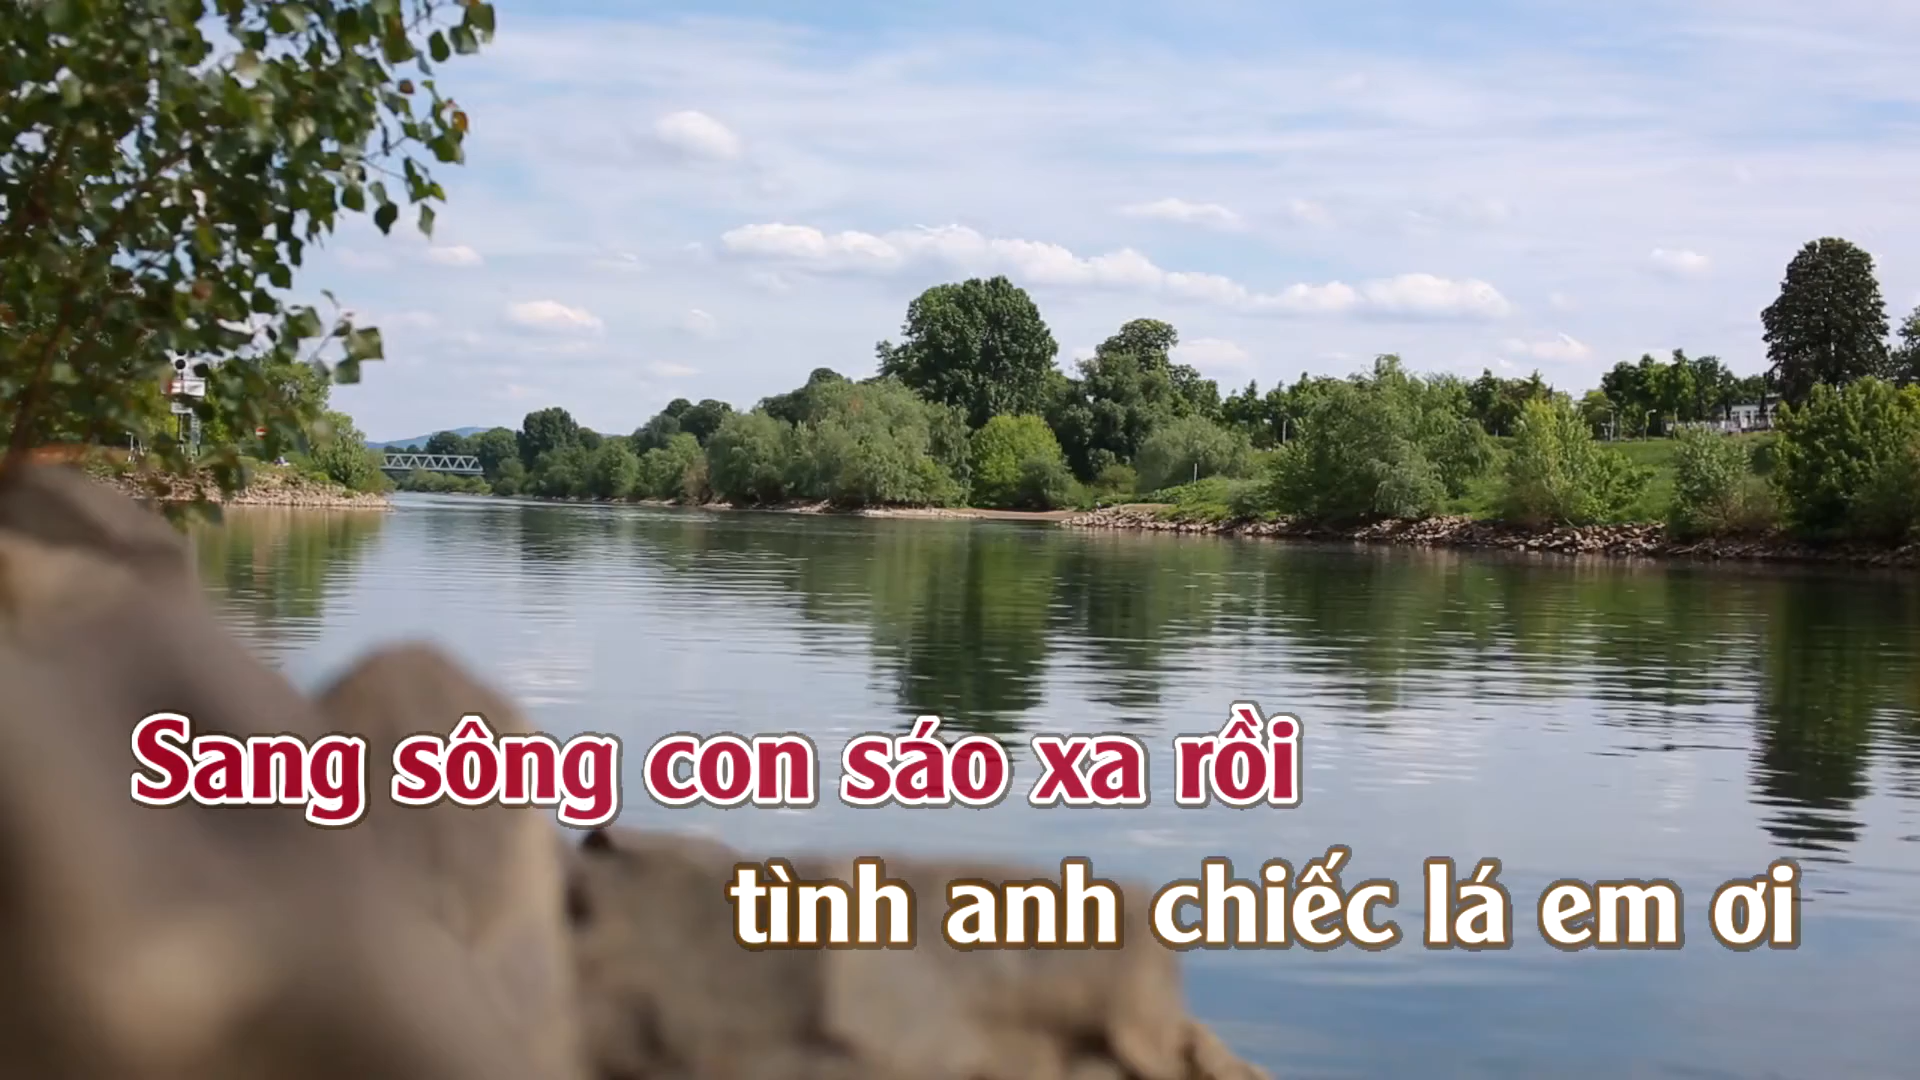 Sang sông con sáo xa rồi
tình anh chiếc lá em ơi